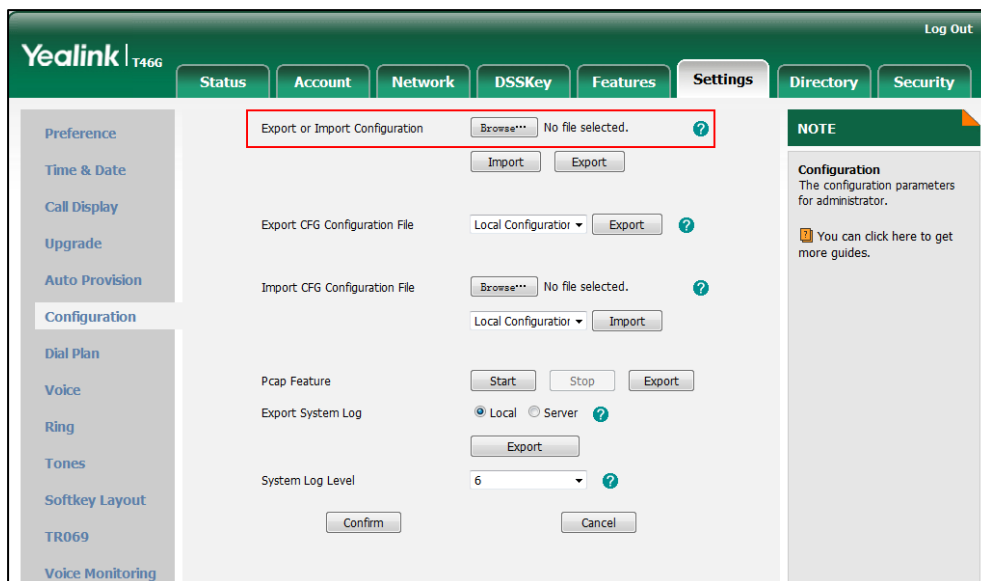 Log Out
Yealink T46G
Status Account Network DSSKey Features Settings Directory Security
Preference
Time & Date
Call Display
Upgrade
Auto Provision
Configuration
Dial Plan
Voice
Ring
Tones
Softkey Layout
TR069
Voice Monitoring
Export or Import Configuration Browse... No file selected. ?
Import Export
Export CFG Configuration File Local Configuration Export ?
Import CFG Configuration File Browse... No file selected. ?
Local Configuration Import
Pcap Feature Start Stop Export
Export System Log Local Server ?
Export
System Log Level 6 ?
Confirm Cancel
NOTE
Configuration
The configuration parameters
for administrator.
? You can click here to get
more guides.